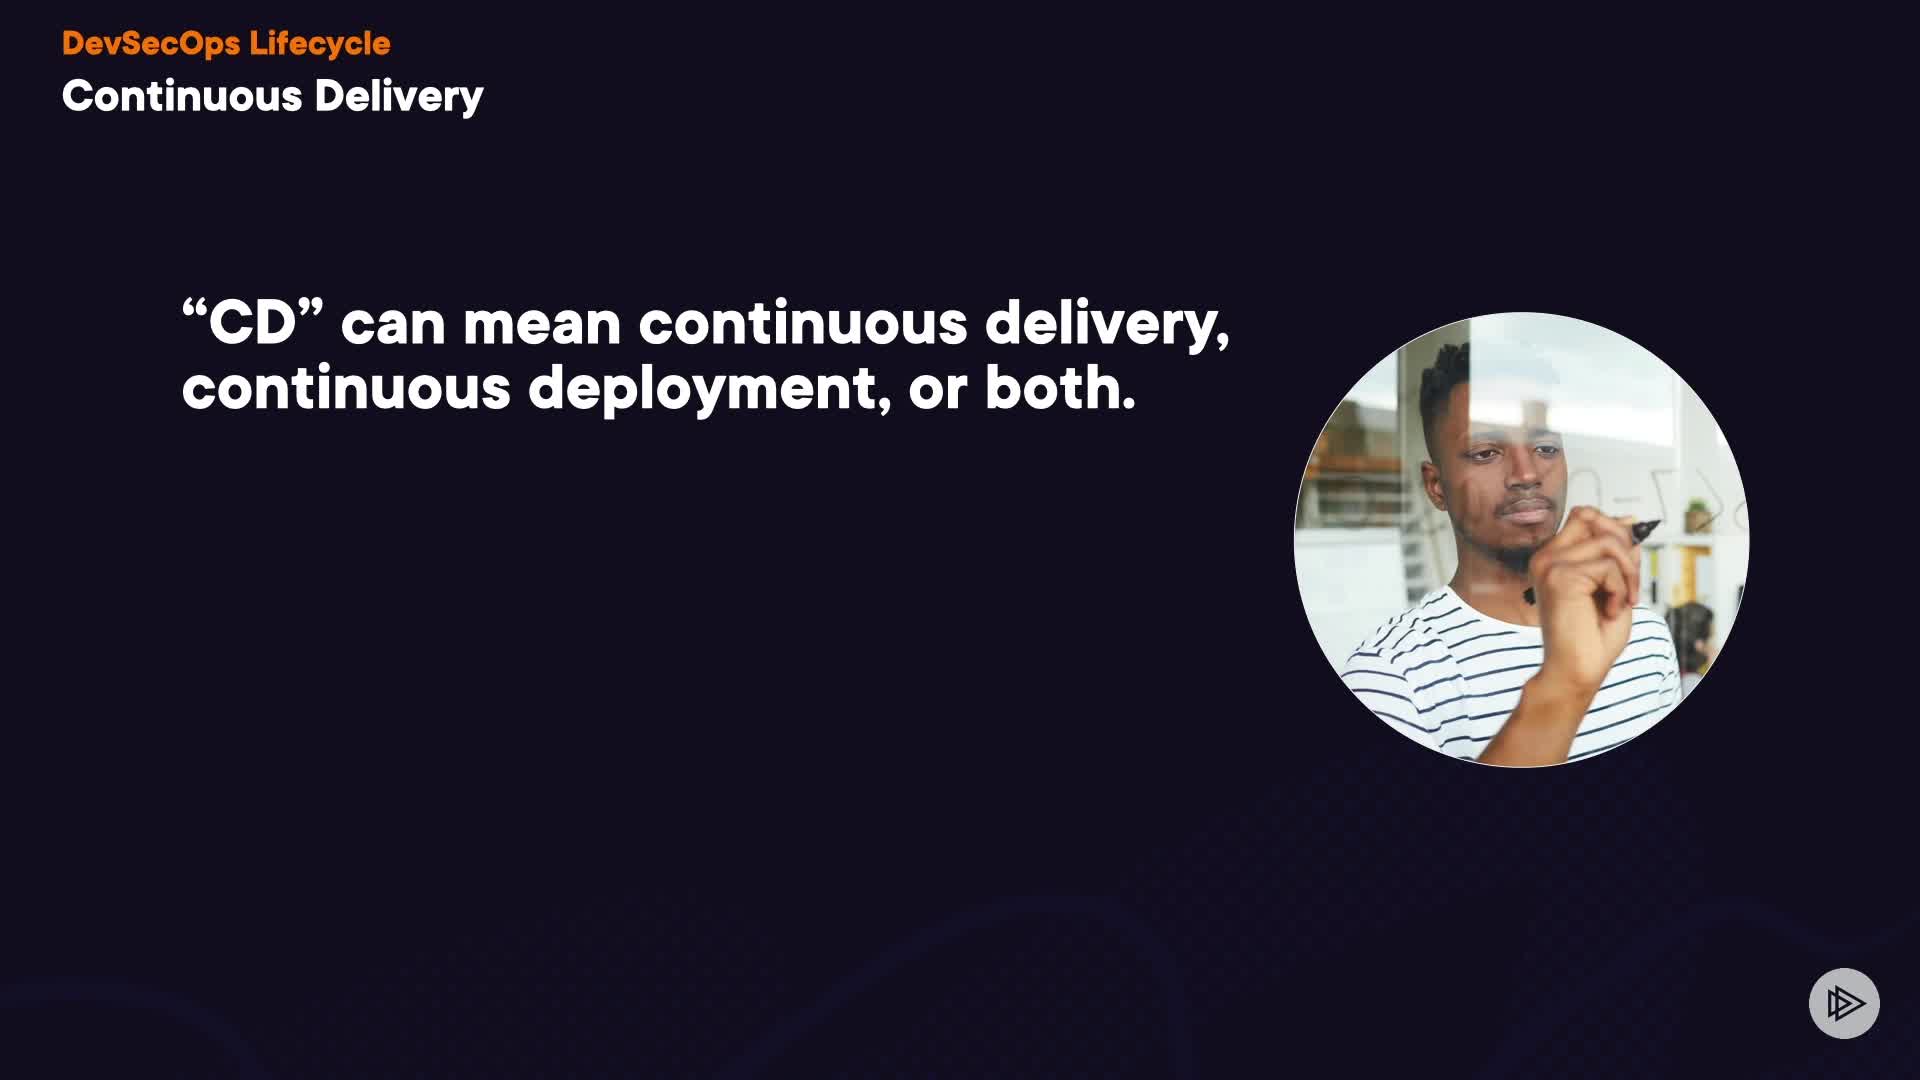 DevSecOps Lifecycle
Continuous Delivery
“CD” can mean continuous delivery,
continuous deployment, or both.